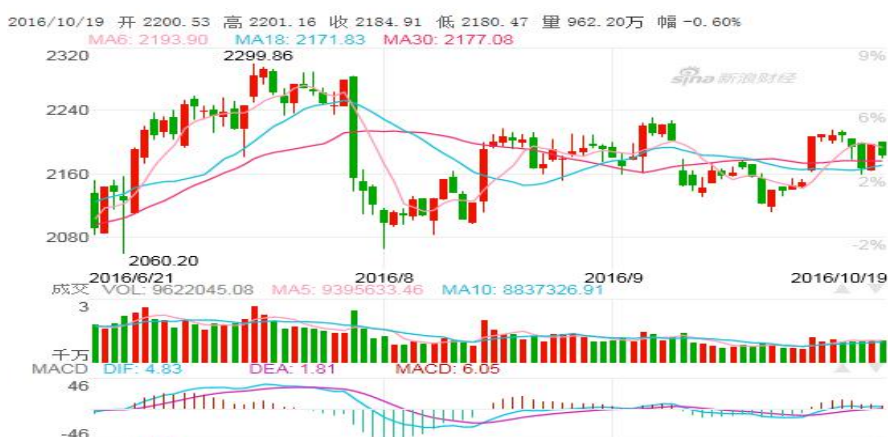 2016/10/19 开 2200.53 高 2201.16 收 2184.91 低 2180.47 量 962.20万 幅 -0.60%
MA6: 2193.90 MA18: 2171.83 MA30: 2177.08
2320 2299.86 9%
sina 新浪财经
2240 6%
2160 2%
2080 -2%
2060.20
2016/6/21 2016/8 2016/9 2016/10/19
成交 VOL: 9622045.08 MA5: 9395633.46 MA10: 8837326.91
3
千万
MACD DIF: 4.83 DEA: 1.81 MACD: 6.05
46
-46